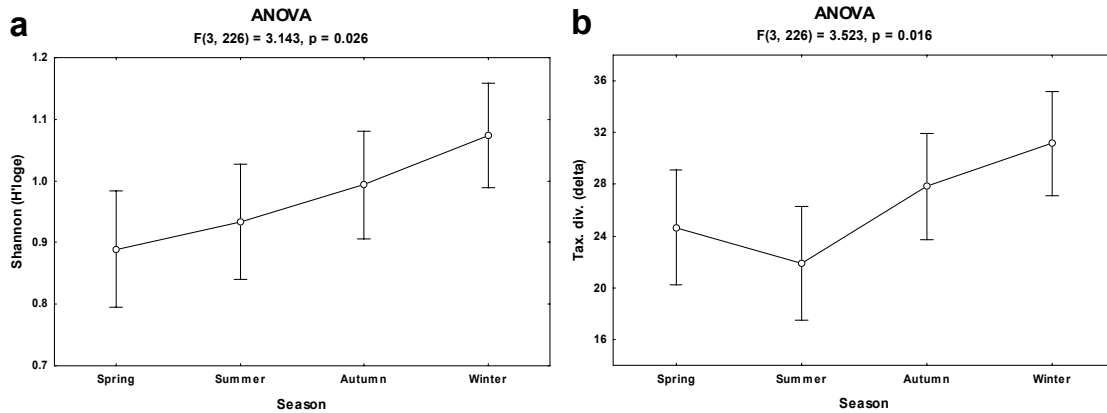 a
ANOVA
F(3, 226) = 3.143, p = 0.026
Shannon (H'loge)
1.2
1.1
1.0
0.9
0.8
0.7
Spring Summer Autumn Winter
Season
b
ANOVA
F(3, 226) = 3.523, p = 0.016
Tax. div. (delta)
36
32
28
24
20
16
Spring Summer Autumn Winter
Season